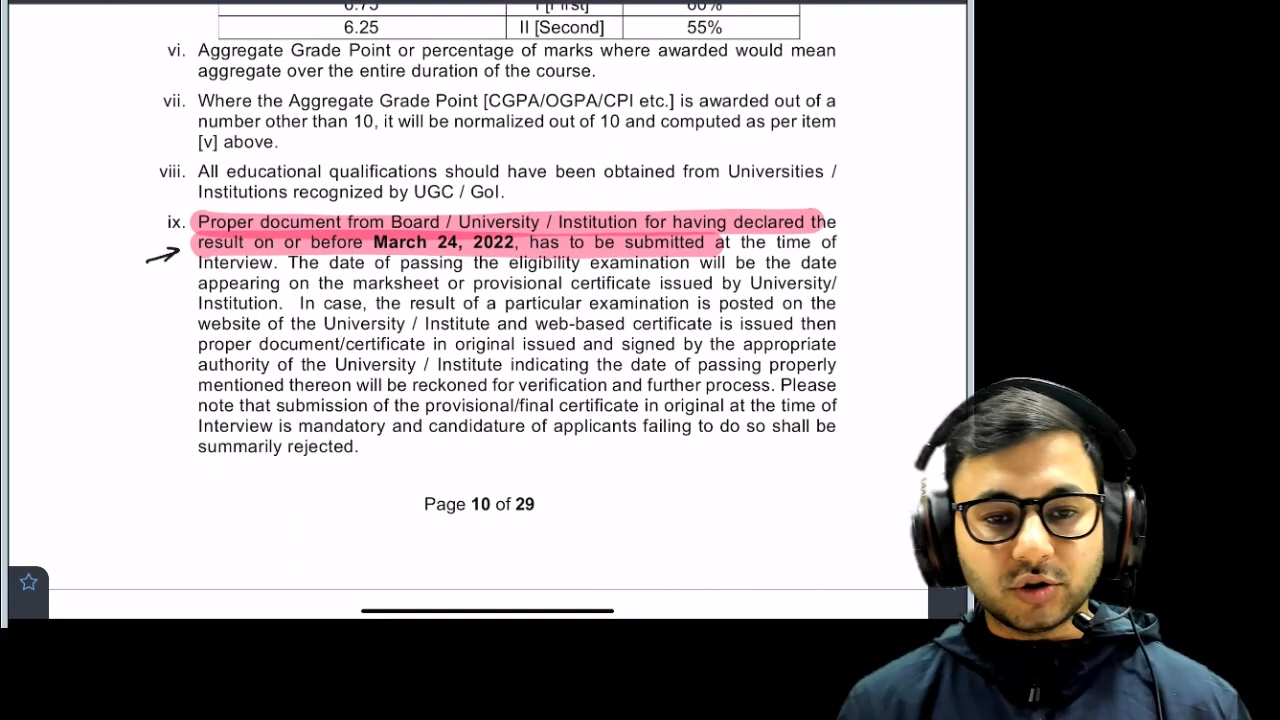 6.75 I [First] 60%
6.25 II [Second] 55%
vi. Aggregate Grade Point or percentage of marks where awarded would mean
aggregate over the entire duration of the course.
vii. Where the Aggregate Grade Point [CGPA/OGPA/CPI etc.] is awarded out of a
number other than 10, it will be normalized out of 10 and computed as per item
[v] above.
viii. All educational qualifications should have been obtained from Universities /
Institutions recognized by UGC / GoI.
ix. Proper document from Board / University / Institution for having declared the
result on or before March 24, 2022, has to be submitted at the time of
Interview. The date of passing the eligibility examination will be the date
appearing on the marksheet or provisional certificate issued by University/
Institution. In case, the result of a particular examination is posted on the
website of the University / Institute and web-based certificate is issued then
proper document/certificate in original issued and signed by the appropriate
authority of the University / Institute indicating the date of passing properly
mentioned thereon will be reckoned for verification and further process. Please
note that submission of the provisional/final certificate in original at the time of
Interview is mandatory and candidature of applicants failing to do so shall be
summarily rejected.
Page 10 of 29